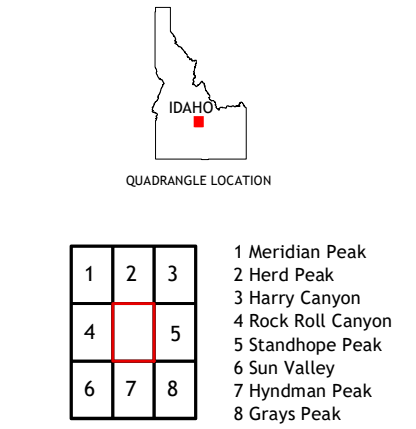 IDAHO
QUADRANGLE LOCATION
1 2 3
4 5
6 7 8
1 Meridian Peak
2 Herd Peak
3 Harry Canyon
4 Rock Roll Canyon
5 Standhope Peak
6 Sun Valley
7 Hyndman Peak
8 Grays Peak